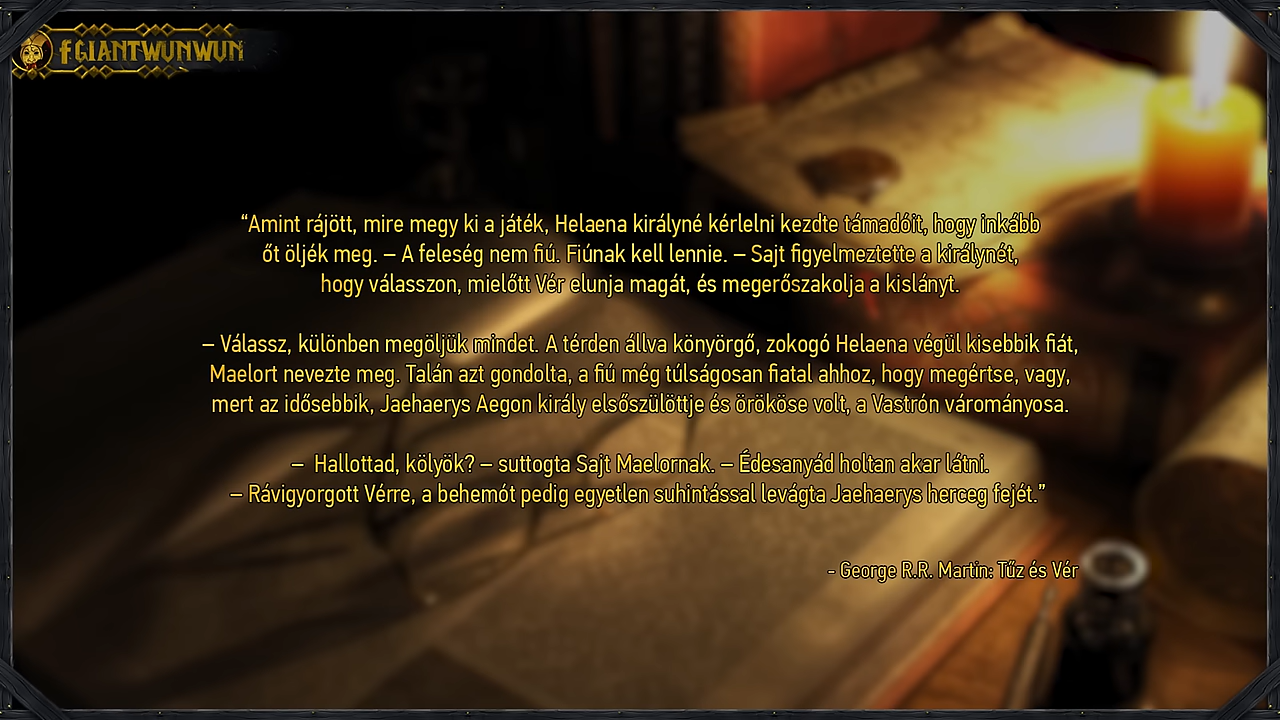 fGIANTWUNWUN
“Amint rájött, mire megy ki a játék, Helaena királyné kérlelni kezdte támadóit, hogy inkább
őt öljék meg. – A feleség nem fiú. Fiúnak kell lennie. – Sajt figyelmeztette a királynét,
hogy válasszon, mielőtt Vér elunja magát, és megerőszakolja a kislányt.
– Válassz, különben megöljük mindet. A térden állva könyörgő, zokogó Helaena végül kisebbik fiát,
Maelort nevezte meg. Talán azt gondolta, a fiú még túlságosan fiatal ahhoz, hogy megértse, vagy,
mert az idősebbik, Jaehaerys Aegon király elsőszülöttje és örököse volt, a Vastrón várományosa.
– Hallottad, kölyök? – suttogta Sajt Maelornak. – Édesanyád holtan akar látni.
– Rávigyorgott Vérre, a behemót pedig egyetlen suhintással levágta Jaehaerys herceg fejét.”
- George R.R. Martin: Tűz és Vér